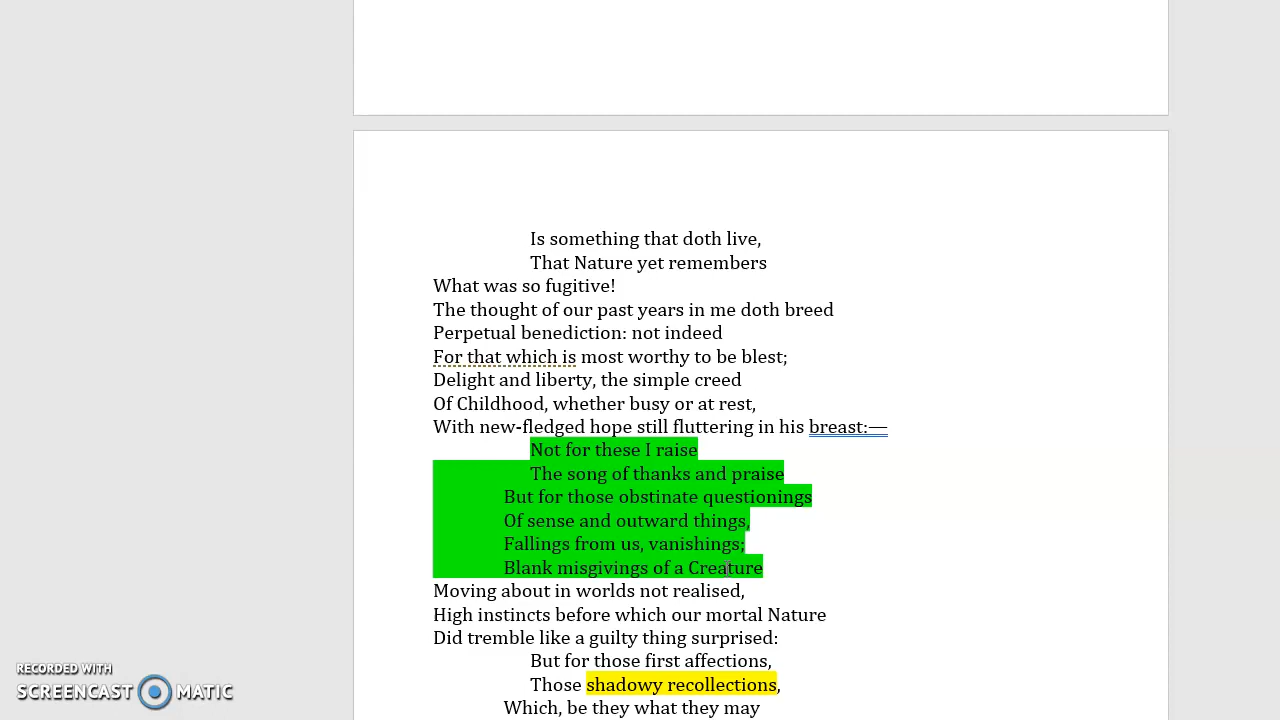 Is something that doth live,
That Nature yet remembers
What was so fugitive!
The thought of our past years in me doth breed
Perpetual benediction: not indeed
For that which is most worthy to be blest;
Delight and liberty, the simple creed
Of Childhood, whether busy or at rest,
With new-fledged hope still fluttering in his breast:—
Not for these I raise
The song of thanks and praise
But for those obstinate questionings
Of sense and outward things,
Fallings from us, vanishings;
Blank misgivings of a Creature
Moving about in worlds not realised,
High instincts before which our mortal Nature
Did tremble like a guilty thing surprised:
But for those first affections,
Those shadowy recollections,
Which, be they what they may
RECORDED WITH
SCREENCAST MATIC